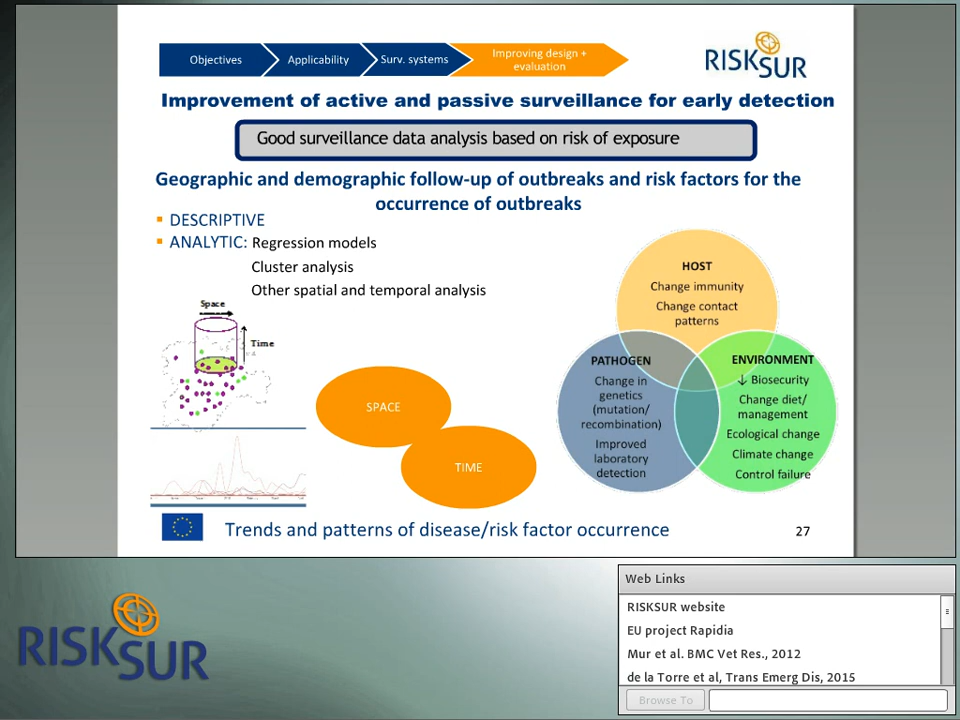 Objectives
Applicability
Surv. systems
Improving design +
evaluation
RISKSUR
Improvement of active and passive surveillance for early detection
Good surveillance data analysis based on risk of exposure
Geographic and demographic follow-up of outbreaks and risk factors for the
occurrence of outbreaks
DESCRIPTIVE
ANALYTIC: Regression models
Cluster analysis
Other spatial and temporal analysis
Space
Time
SPACE
TIME
HOST
Change immunity
Change contact
patterns
PATHOGEN
Change in
genetics
(mutation/
recombination)
Improved
laboratory
detection
ENVIRONMENT
↓ Biosecurity
Change diet/
management
Ecological change
Climate change
Control failure
Trends and patterns of disease/risk factor occurrence
27
RISKSUR
Web Links
RISKSUR website
EU project Rapidia
Mur et al. BMC Vet Res., 2012
de la Torre et al, Trans Emerg Dis, 2015
Browse To